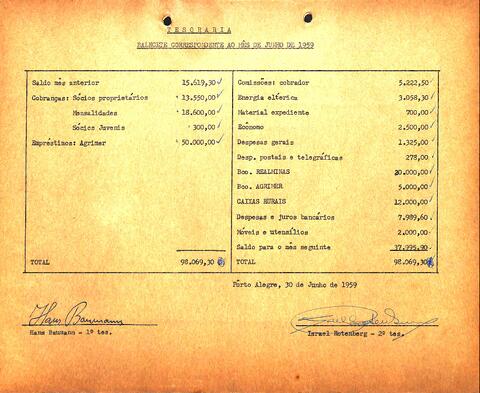 TESORARIA
BALECETE CORRESPONDENTE AO MÊS DE JUNHO DE 1959
Saldo mês anterior 15.619,30
Cobranças: Sócios proprietários 13.550,00
Mensalidades 18.600,00
Sócios Juvenis 300,00
Empréstimos: Agrimer 50.000,00
TOTAL 98.069,30
Comissões: cobrador 5.222,50
Energia elétrica 3.058,30
Material expediente 700,00
Ecônomo 2.500,00
Despesas gerais 1.325,00
Desp. postais e telegráficas 278,00
Bco. REALMINAS 20.000,00
Bco. AGRIMER 5.000,00
CAIXAS RURAIS 12.000,00
Despesas e juros bancários 7.989,60
Móveis e utensílios 2.000,00
Saldo para o mês seguinte 37.995,90
TOTAL 98.069,30
Porto Alegre, 30 de Junho de 1959
Hans Baumann
Hans Baumann - 1º tes.
Israel Rotenberg - 2º tes.